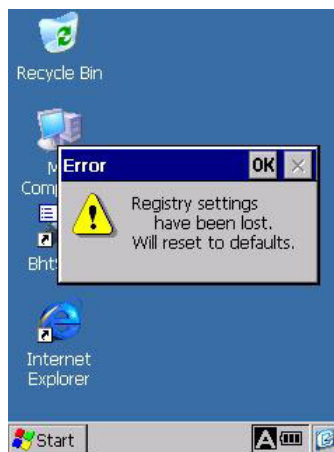 Recycle Bin
Error
OK
Registry settings
have been lost.
Will reset to defaults.
Internet
Explorer
Start
A